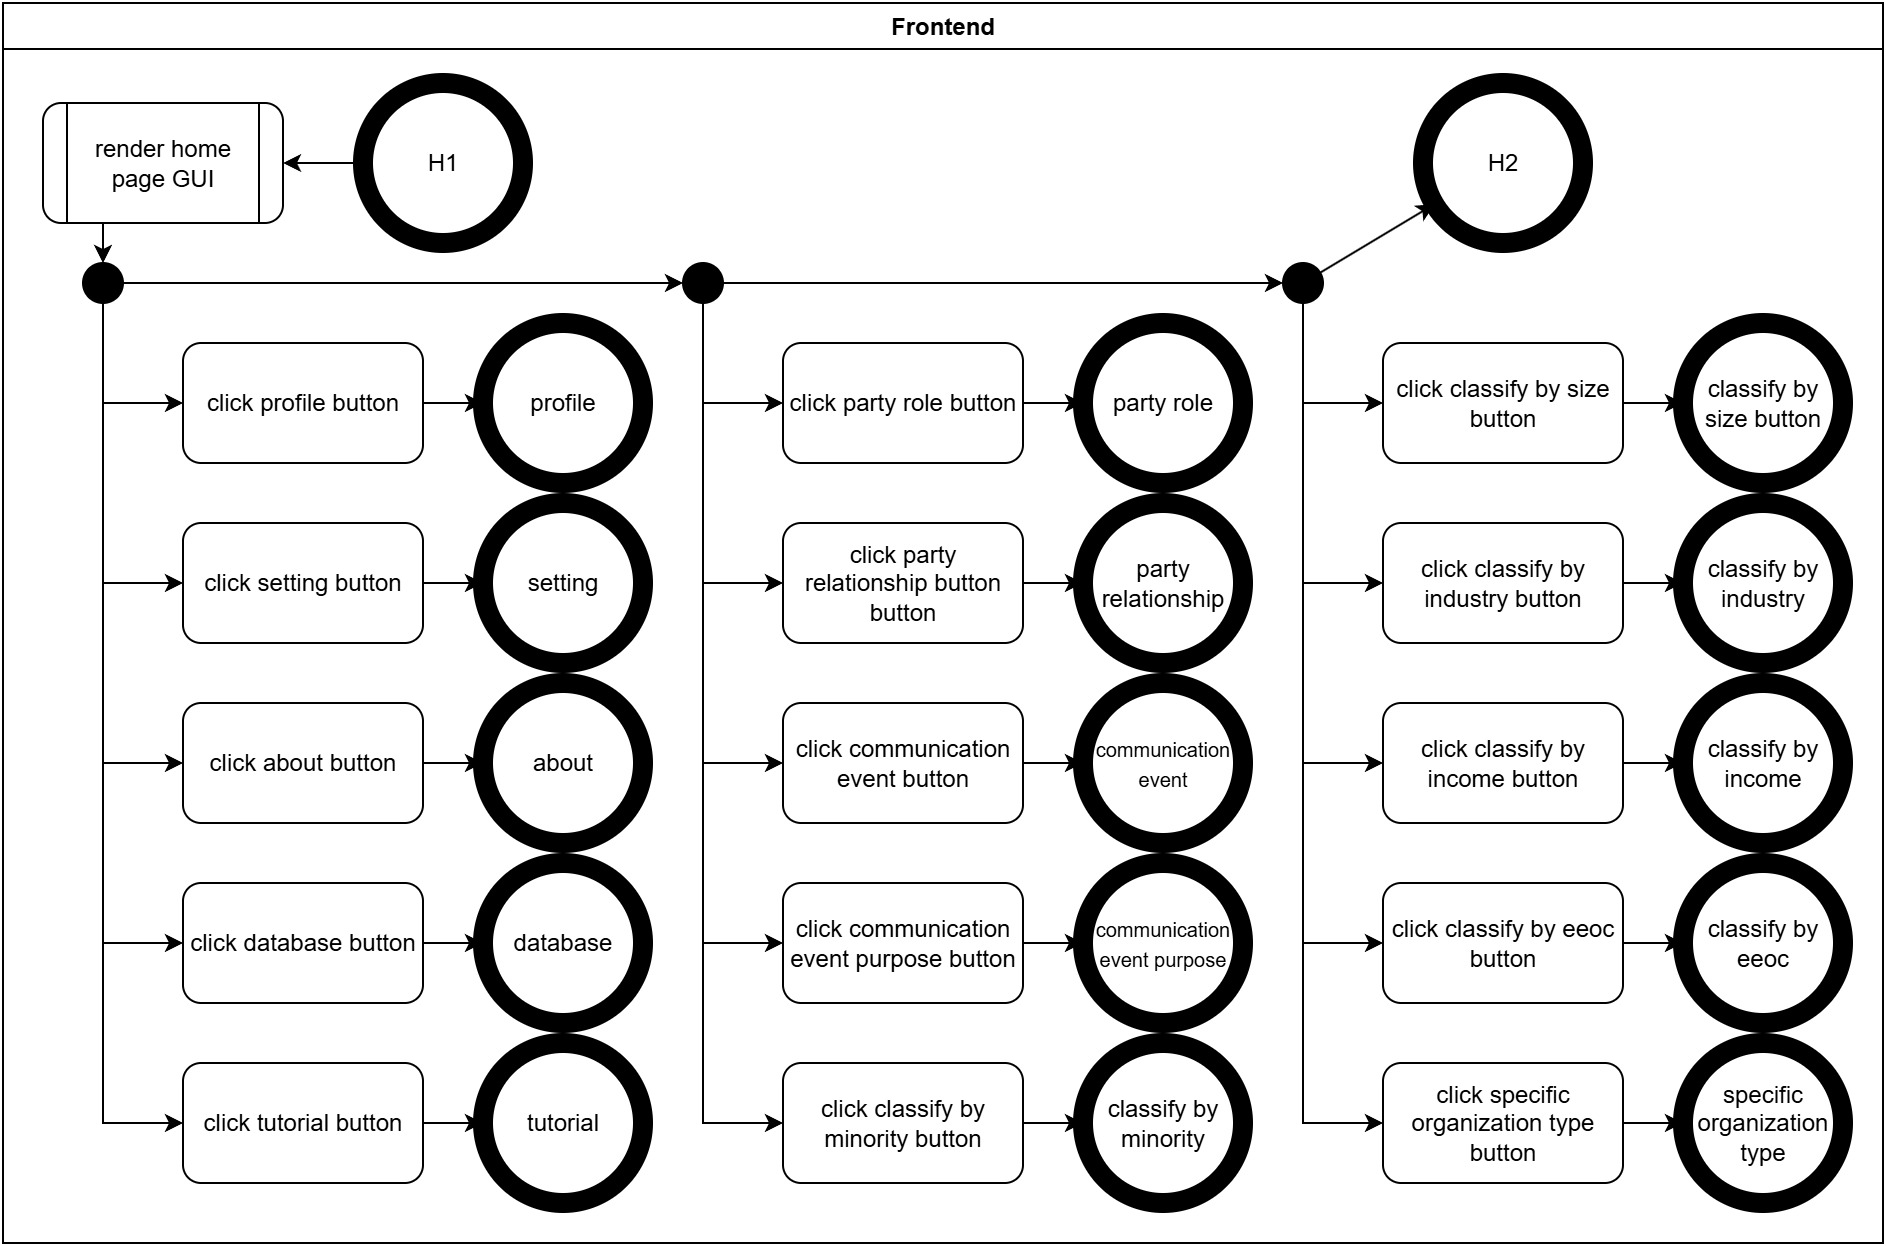 Frontend
render home
page GUI
H1
H2
click profile button
profile
click party role button
party role
click classify by size
button
classify by
size button
click setting button
setting
click party
relationship button
button
party
relationship
click classify by
industry button
classify by
industry
click about button
about
click communication
event button
communication
event
click classify by
income button
classify by
income
click database button
database
click communication
event purpose button
communication
event purpose
click classify by eeoc
button
classify by
eeoc
click tutorial button
tutorial
click classify by
minority button
classify by
minority
click specific
organization type
button
specific
organization
type